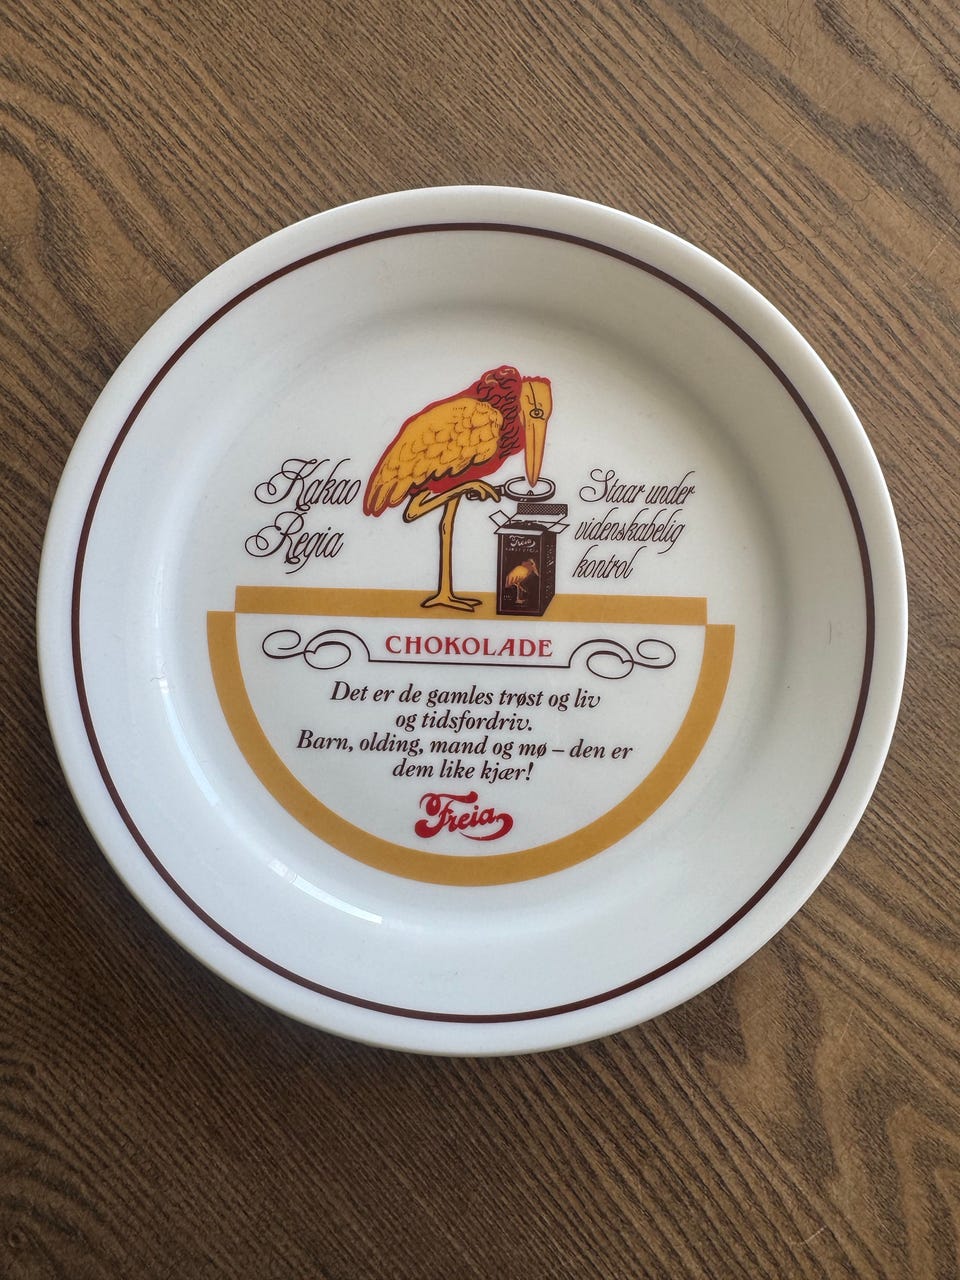 Kakao
Regia
Staar under
videnskabelig
kontrol
Freia
CHOKOLADE
Det er de gamles trøst og liv
og tidsfordriv.
Barn, olding, mand og mø – den er
dem like kjær!
Freia